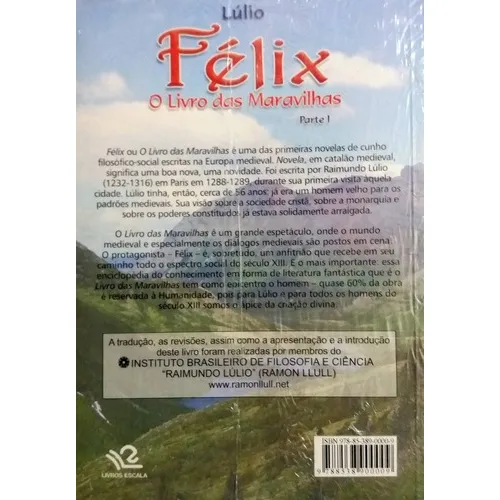 Lúlio
Félix
O Livro das Maravilhas
Parte I
Félix ou O Livro das Maravilhas é uma das primeiras novelas de cunho
filosófico-social escritas na Europa medieval. Novela, em catalão medieval,
significa uma boa nova, uma novidade. Foi escrita por Raimundo Lúlio
(1232-1316) em Paris em 1288-1289, durante sua primeira visita àquela
cidade. Lúlio tinha, então, cerca de 56 anos: já era um homem velho para os
padrões medievais. Sua visão sobre a sociedade cristã, sobre a monarquia e
sobre os poderes constituídos já estava solidamente arraigada.
O Livro das Maravilhas é um grande espetáculo, onde o mundo
medieval e especialmente os diálogos medievais são postos em cena.
O protagonista – Félix – é, sobretudo, um anfitrião que recebe em seu
caminho todo o espectro social do século XIII. E o mais importante: essa
enciclopédia do conhecimento em forma de literatura fantástica que é o
Livro das Maravilhas tem como epicentro o homem – quase 60% da obra
é reservada à Humanidade, pois para Lúlio e para todos os homens do
século XIII somos o ápice da criação divina.
A tradução, as revisões, assim como a apresentação e a introdução
deste livro foram realizadas por membros do
INSTITUTO BRASILEIRO DE FILOSOFIA E CIÊNCIA
"RAIMUNDO LÚLIO" (RAMON LLULL)
www.ramonllull.net
LIVROS ESCALA
ISBN 978-85-389-0000-9
9 788538 900009